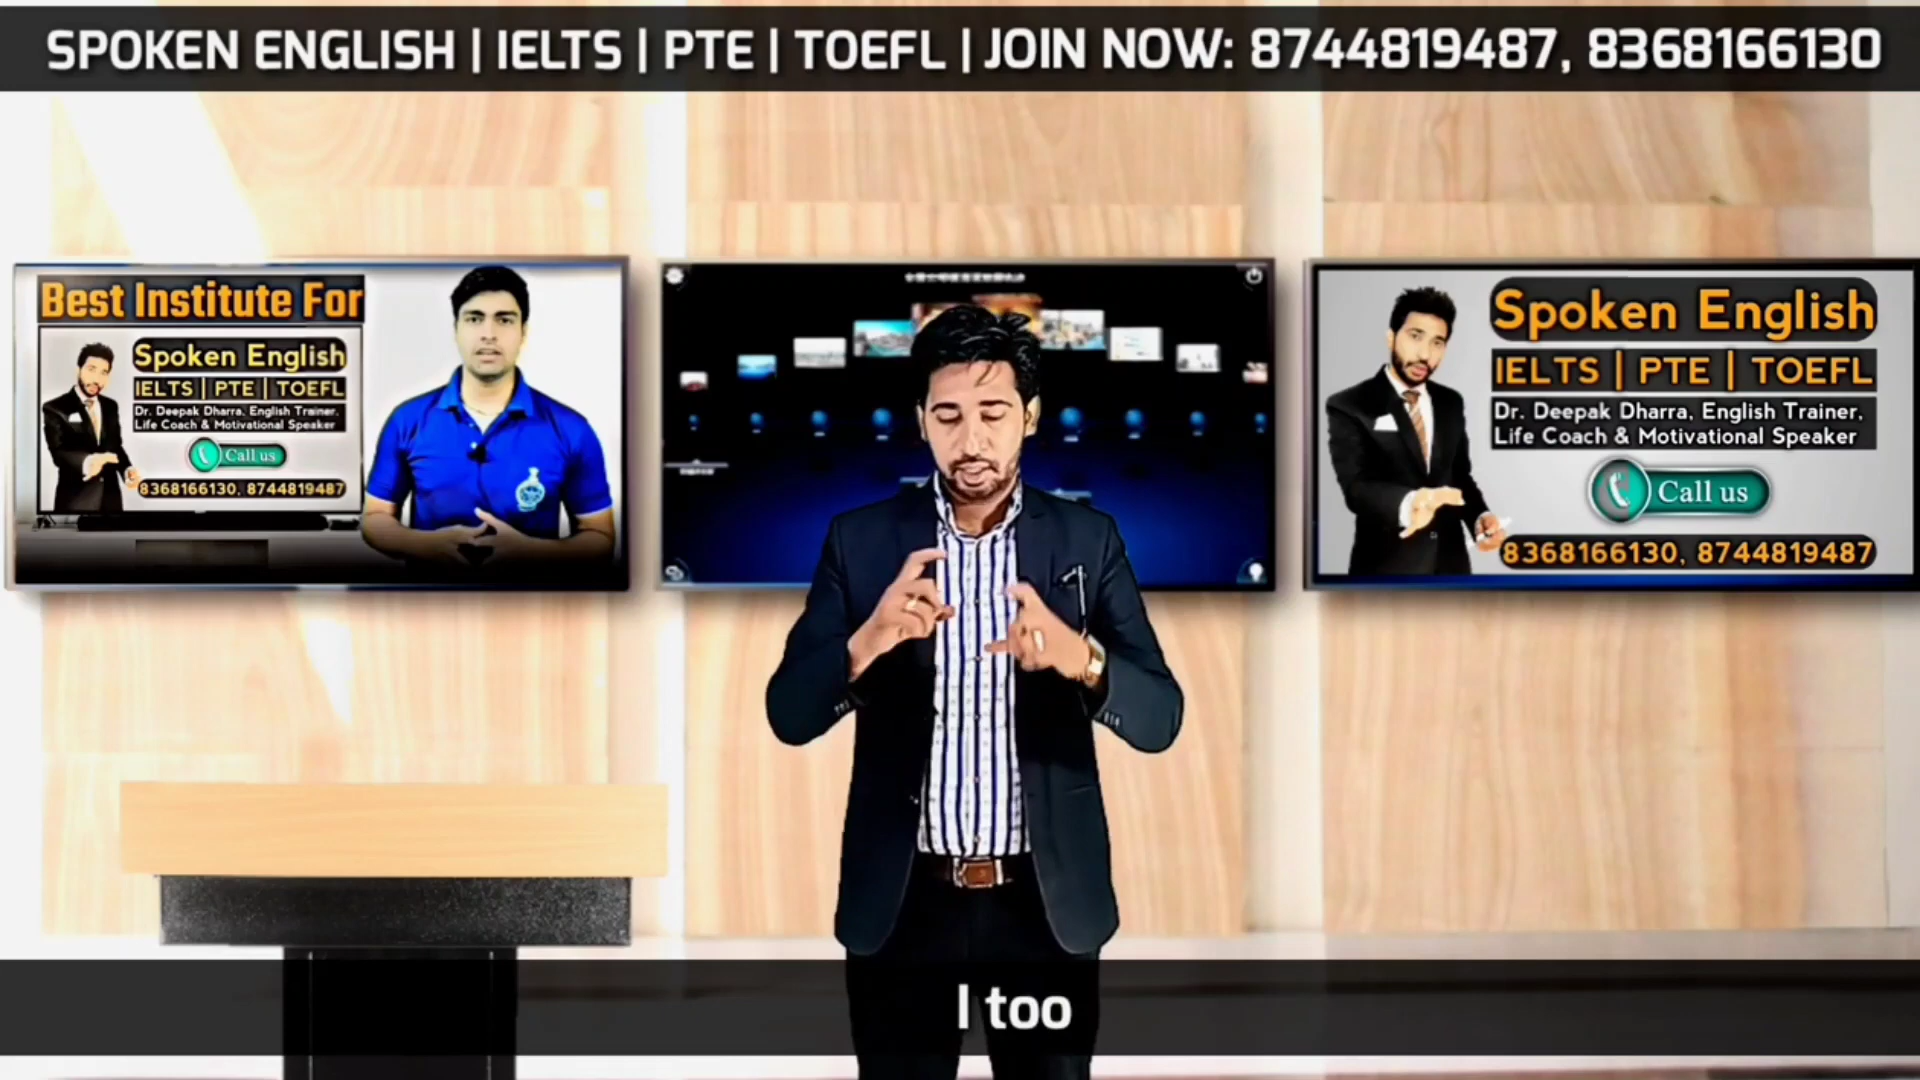 SPOKEN ENGLISH | IELTS | PTE | TOEFL | JOIN NOW: 8744819487, 8368166130
Best Institute For
Spoken English
IELTS | PTE | TOEFL
Dr. Deepak Dharra, English Trainer,
Life Coach & Motivational Speaker
Call us
8368166130, 8744819487
Spoken English
IELTS | PTE | TOEFL
Dr. Deepak Dharra, English Trainer,
Life Coach & Motivational Speaker
Call us
8368166130, 8744819487
I too